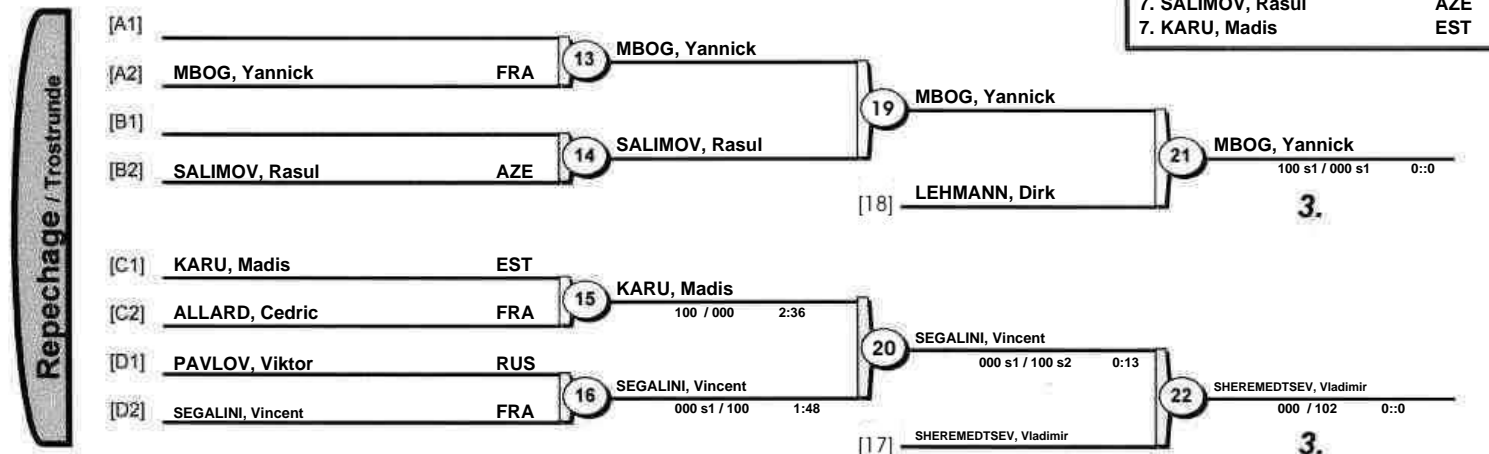 7. SALIMOV, Rasul AZE
7. KARU, Madis EST
Repechage / Trostrunde
[A1]
[A2] MBOG, Yannick FRA
13 MBOG, Yannick
[B1]
[B2] SALIMOV, Rasul AZE
14 SALIMOV, Rasul
19 MBOG, Yannick
[18] LEHMANN, Dirk
21 MBOG, Yannick
100 s1 / 000 s1 0::0
3.
[C1] KARU, Madis EST
[C2] ALLARD, Cedric FRA
15 KARU, Madis
100 / 000 2:36
[D1] PAVLOV, Viktor RUS
[D2] SEGALINI, Vincent FRA
16 SEGALINI, Vincent
000 s1 / 100 1:48
20 SEGALINI, Vincent
000 s1 / 100 s2 0:13
[17] SHEREMEDTSEV, Vladimir
22 SHEREMEDTSEV, Vladimir
000 / 102 0::0
3.